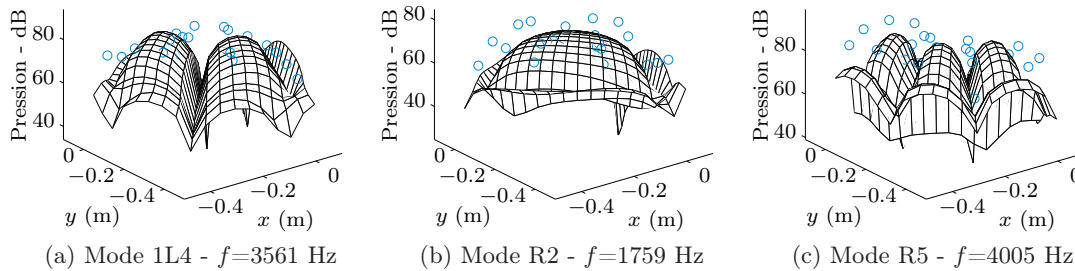 Pression - dB
80
60
40
0
−0.2
−0.4
y (m)
−0.4
−0.2
0
x (m)
(a) Mode 1L4 - f=3561 Hz
Pression - dB
80
60
40
0
−0.2
−0.4
y (m)
−0.4
−0.2
0
x (m)
(b) Mode R2 - f=1759 Hz
Pression - dB
80
60
40
0
−0.2
−0.4
y (m)
−0.4
−0.2
0
x (m)
(c) Mode R5 - f=4005 Hz